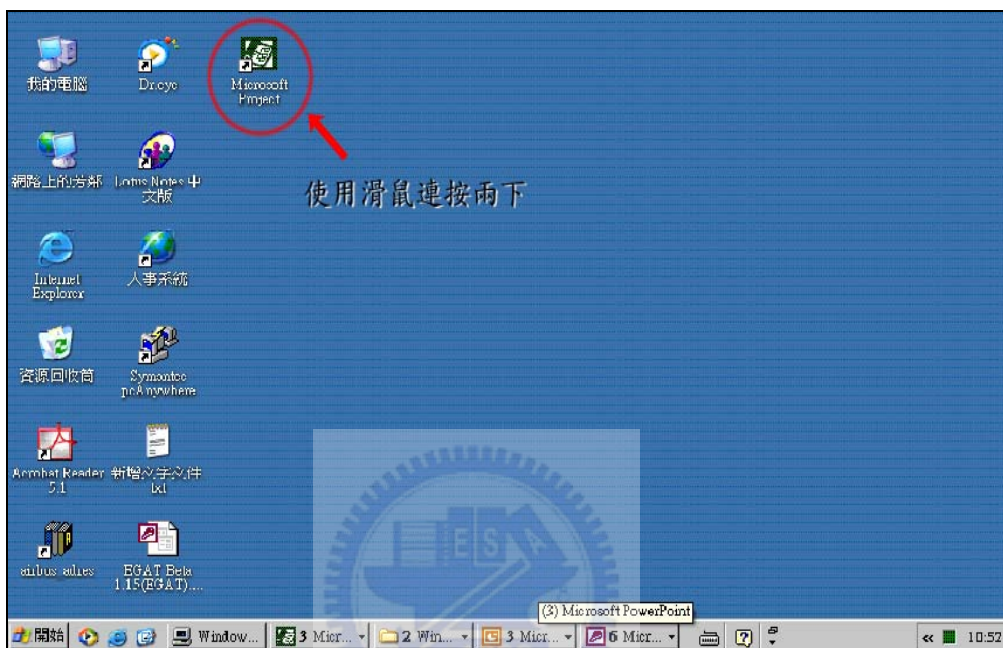 我的電腦
Dr.eye
Microsoft
Project
網路上的芳鄰
Lotus Notes 中
文版
使用滑鼠連按兩下
Internet
Explorer
人事系統
資源回收筒
Symantec
pcAnywhere
Acrobat Reader
5.1
新增文字文件
.txt
airbus adres
EGAT Beta
1.15(EGAT)....
ESA
(3) Microsoft PowerPoint
開始
Window...
3 Micr...
2 Win...
3 Micr...
6 Micr...
«
10:52